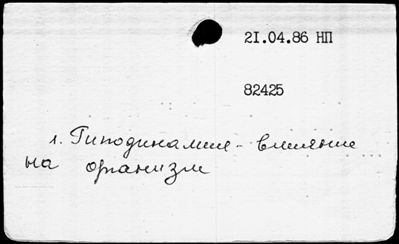 21.04.86 НП
82425
1. Гиподинамия - влияние
на организм